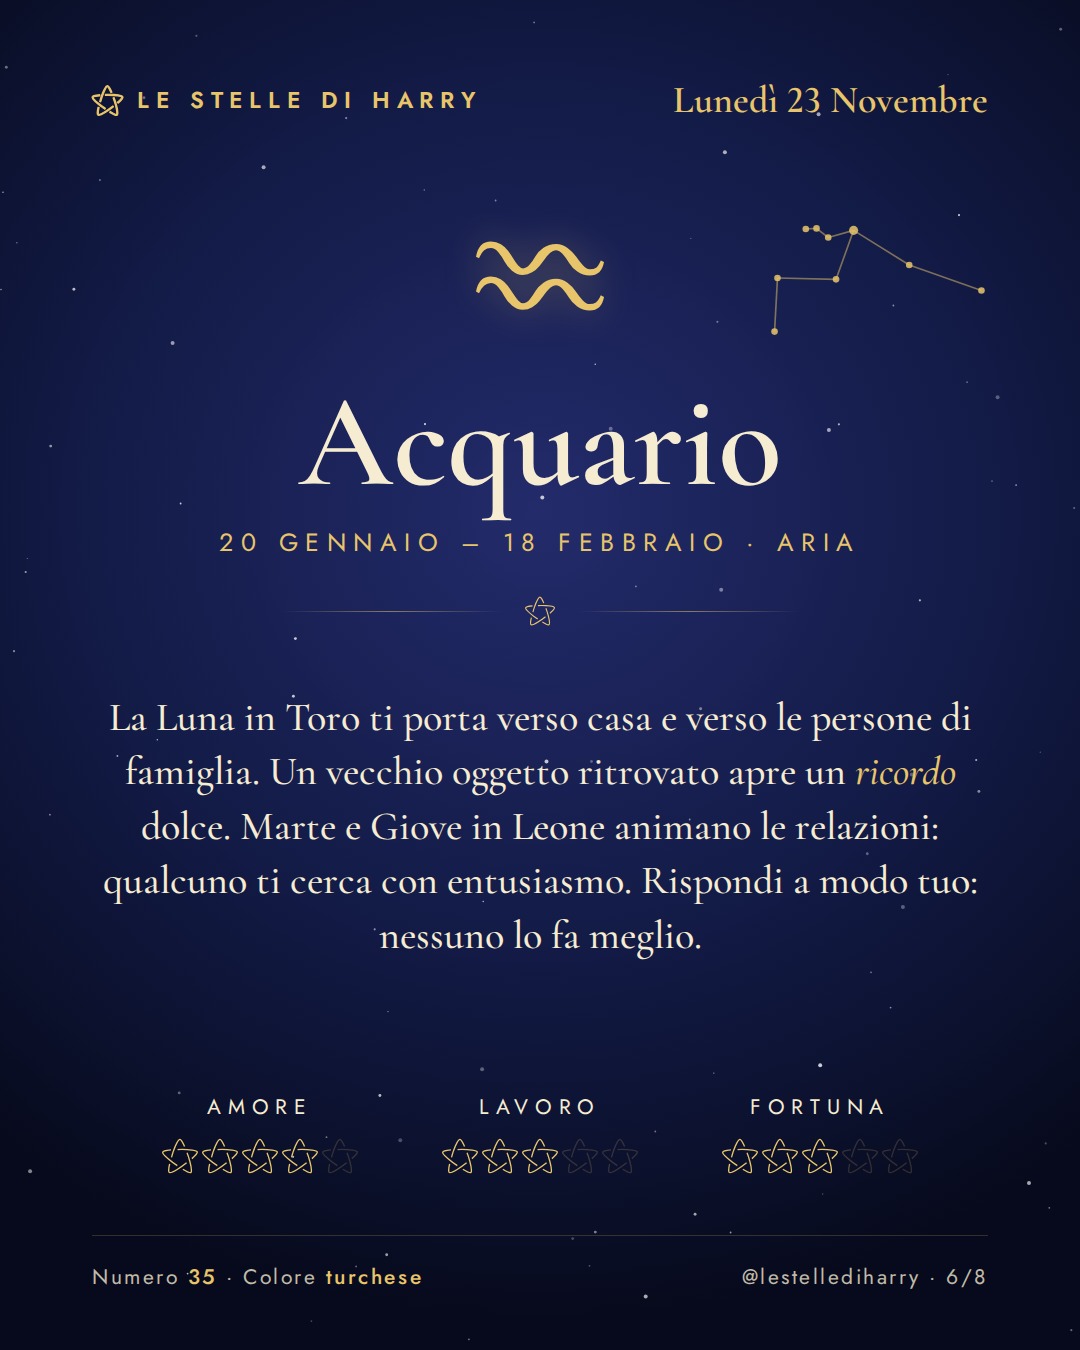 LE STELLE DI HARRY
Lunedì 23 Novembre
Acquario
20 GENNAIO – 18 FEBBRAIO · ARIA
La Luna in Toro ti porta verso casa e verso le persone di
famiglia. Un vecchio oggetto ritrovato apre un ricordo
dolce. Marte e Giove in Leone animano le relazioni:
qualcuno ti cerca con entusiasmo. Rispondi a modo tuo:
nessuno lo fa meglio.
AMORE
LAVORO
FORTUNA
Numero 35 · Colore turchese
@lestellediharry · 6/8